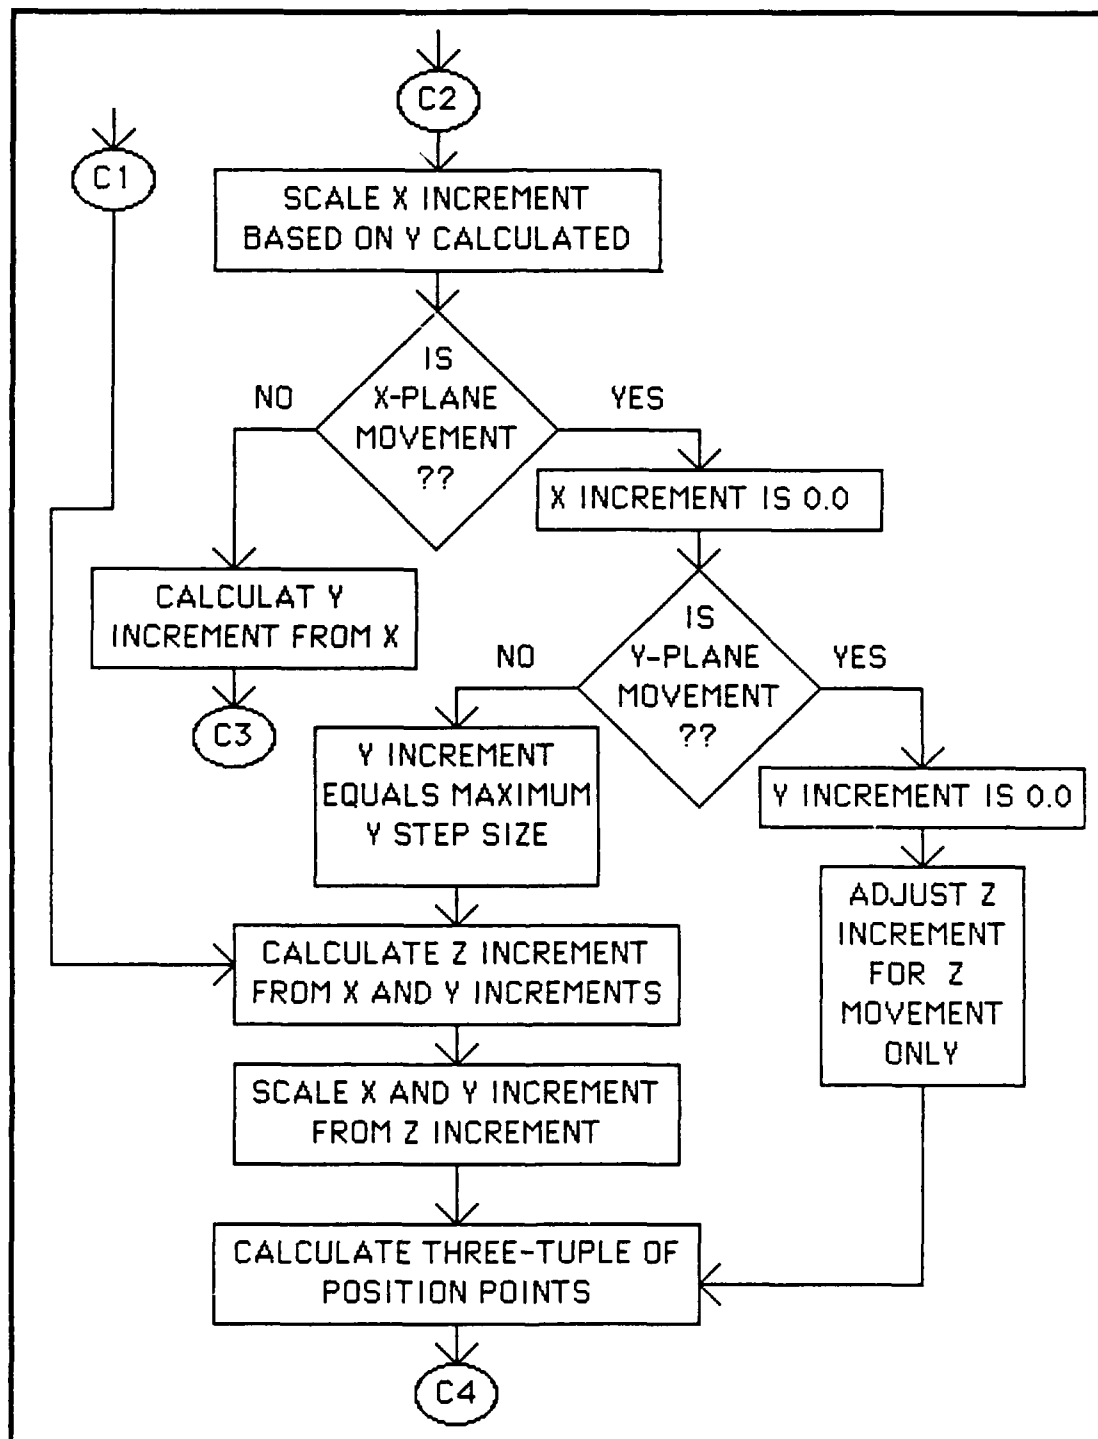 C2
C1
SCALE X INCREMENT
BASED ON Y CALCULATED
IS
X-PLANE
MOVEMENT
??
NO
YES
X INCREMENT IS 0.0
CALCULAT Y
INCREMENT FROM X
C3
IS
Y-PLANE
MOVEMENT
??
NO
YES
Y INCREMENT
EQUALS MAXIMUM
Y STEP SIZE
Y INCREMENT IS 0.0
ADJUST Z
INCREMENT
FOR Z
MOVEMENT
ONLY
CALCULATE Z INCREMENT
FROM X AND Y INCREMENTS
SCALE X AND Y INCREMENT
FROM Z INCREMENT
CALCULATE THREE-TUPLE OF
POSITION POINTS
C4